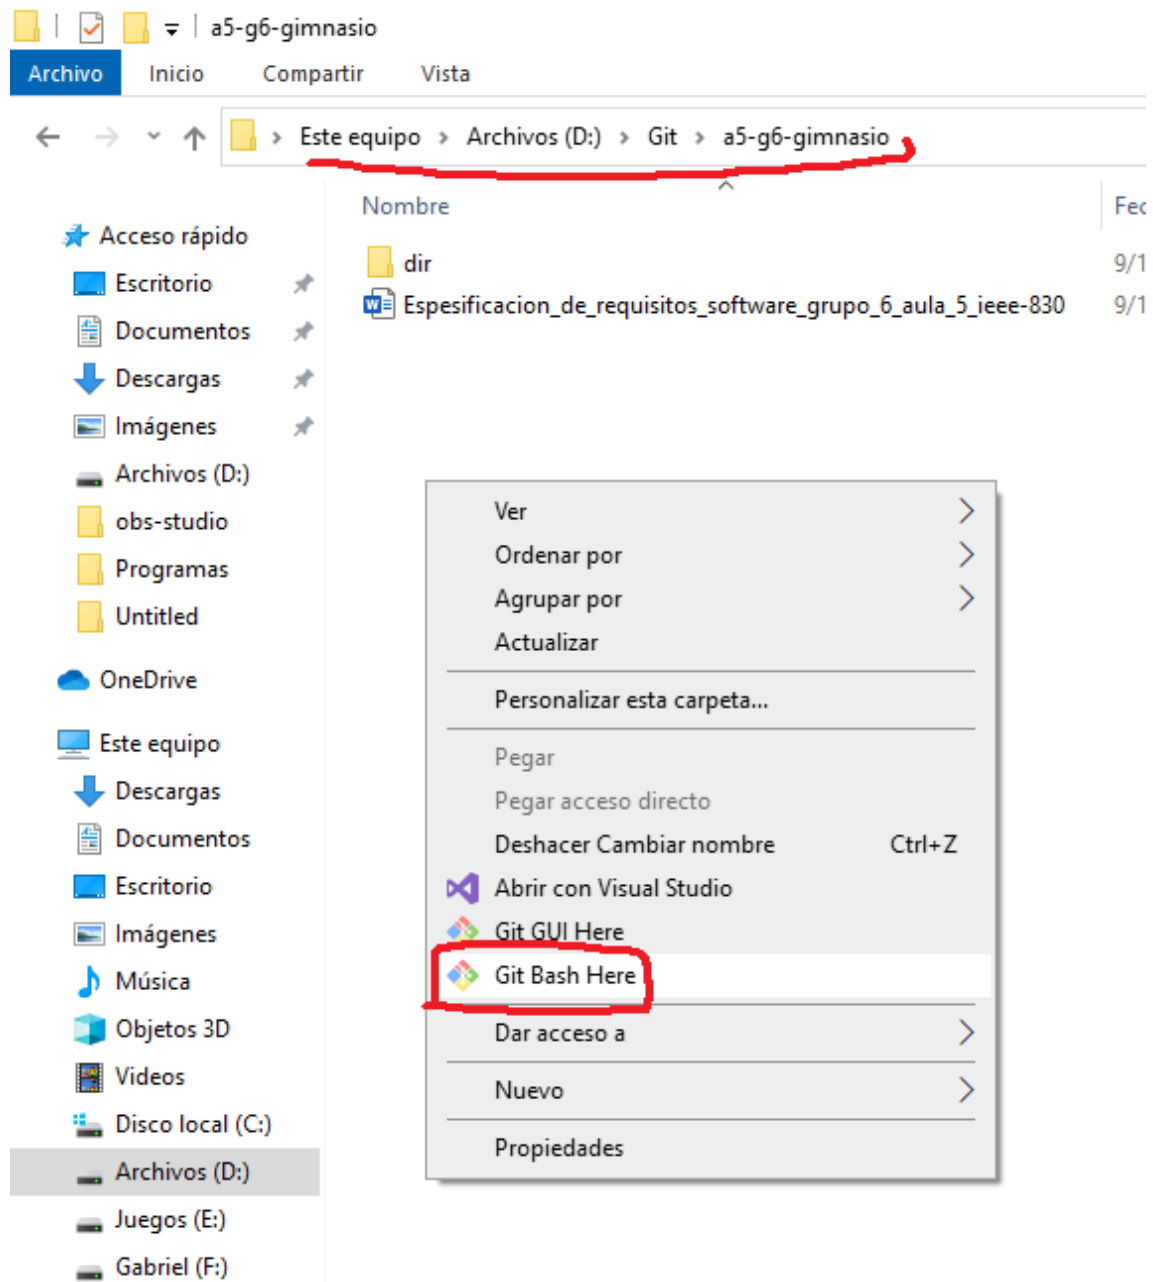 a5-g6-gimnasio
Archivo Inicio Compartir Vista
Este equipo Archivos (D:) Git a5-g6-gimnasio
Nombre Fec
dir 9/1
Espesificacion_de_requisitos_software_grupo_6_aula_5_ieee-830 9/1
Acceso rápido
Escritorio
Documentos
Descargas
Imágenes
Archivos (D:)
obs-studio
Programas
Untitled
OneDrive
Este equipo
Descargas
Documentos
Escritorio
Imágenes
Música
Objetos 3D
Videos
Disco local (C:)
Archivos (D:)
Juegos (E:)
Gabriel (F:)
Ver
Ordenar por
Agrupar por
Actualizar
Personalizar esta carpeta...
Pegar
Pegar acceso directo
Deshacer Cambiar nombre Ctrl+Z
Abrir con Visual Studio
Git GUI Here
Git Bash Here
Dar acceso a
Nuevo
Propiedades